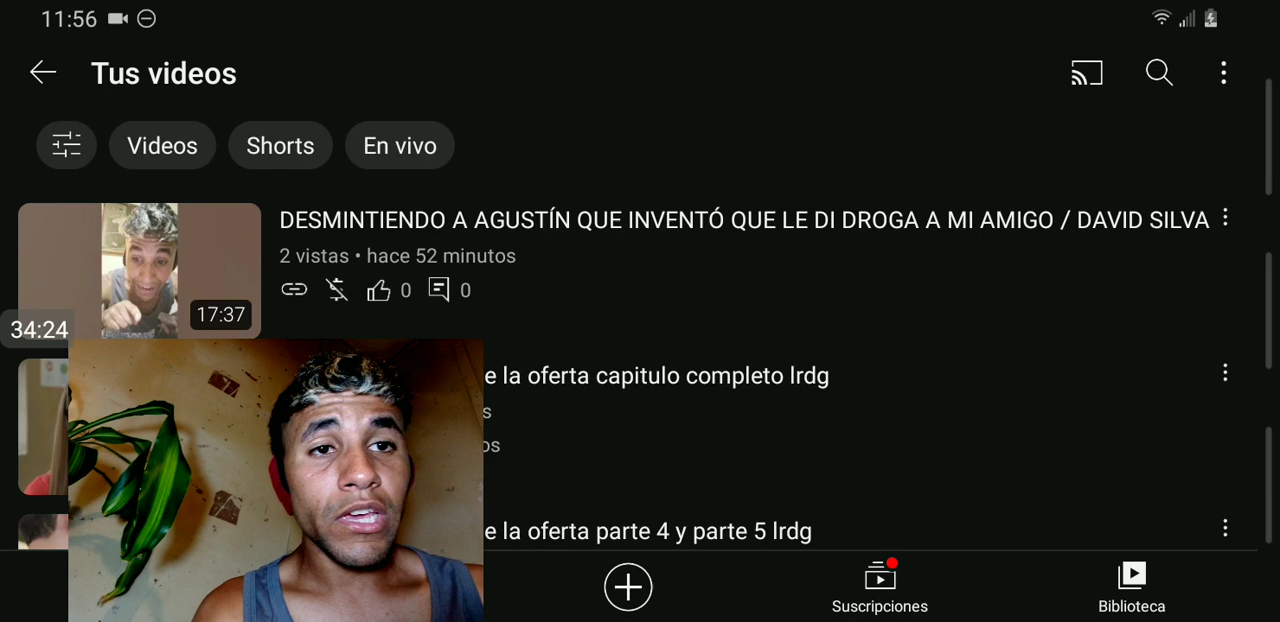 11:56
Tus videos
Videos
Shorts
En vivo
DESMINTIENDO A AGUSTÍN QUE INVENTÓ QUE LE DI DROGA A MI AMIGO / DAVID SILVA
2 vistas • hace 52 minutos
0
0
17:37
34:24
e la oferta capitulo completo lrdg
s
os
e la oferta parte 4 y parte 5 lrdg
Suscripciones
Biblioteca